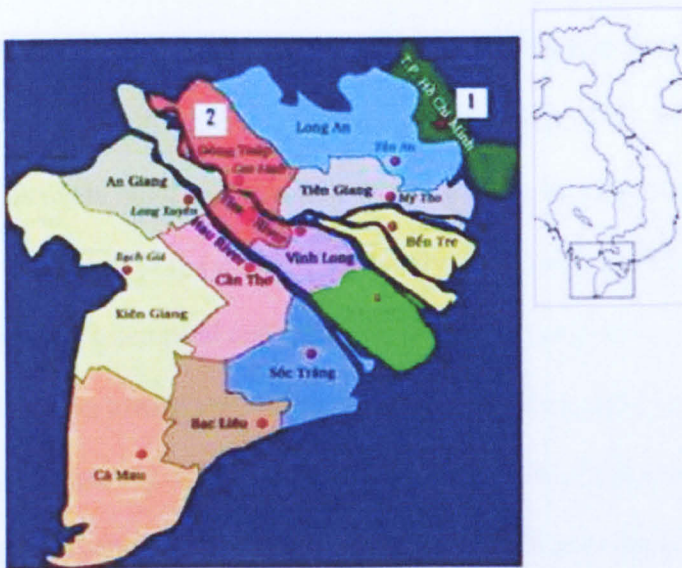 1
T.P. Hồ Chí Minh
2
Long An
Tân An
Đồng Tháp
Cao Lãnh
An Giang
Tiền Giang
Long Xuyên
Mỹ Tho
Hau River
Bến Tre
Vĩnh Long
Rạch Giá
Cần Thơ
Kiên Giang
Sóc Trăng
Bạc Liêu
Cà Mau